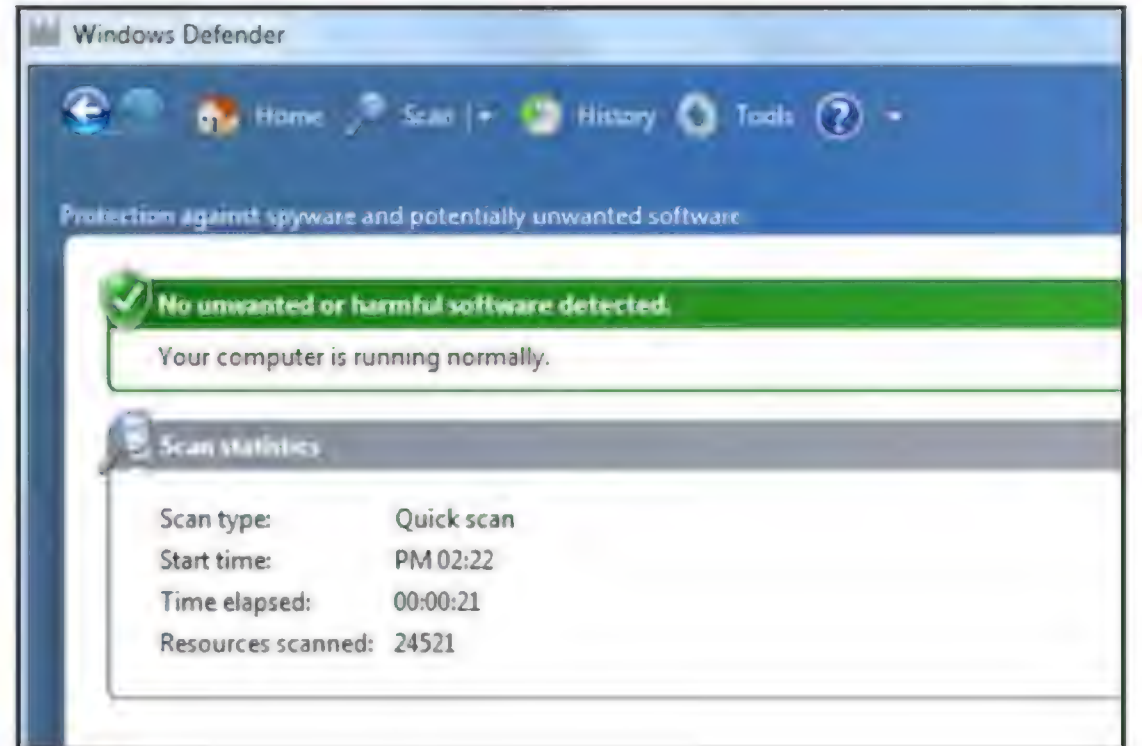 Windows Defender
Home Scan History Tools ?
Protection against spyware and potentially unwanted software
No unwanted or harmful software detected.
Your computer is running normally.
Scan statistics
Scan type: Quick scan
Start time: PM 02:22
Time elapsed: 00:00:21
Resources scanned: 24521